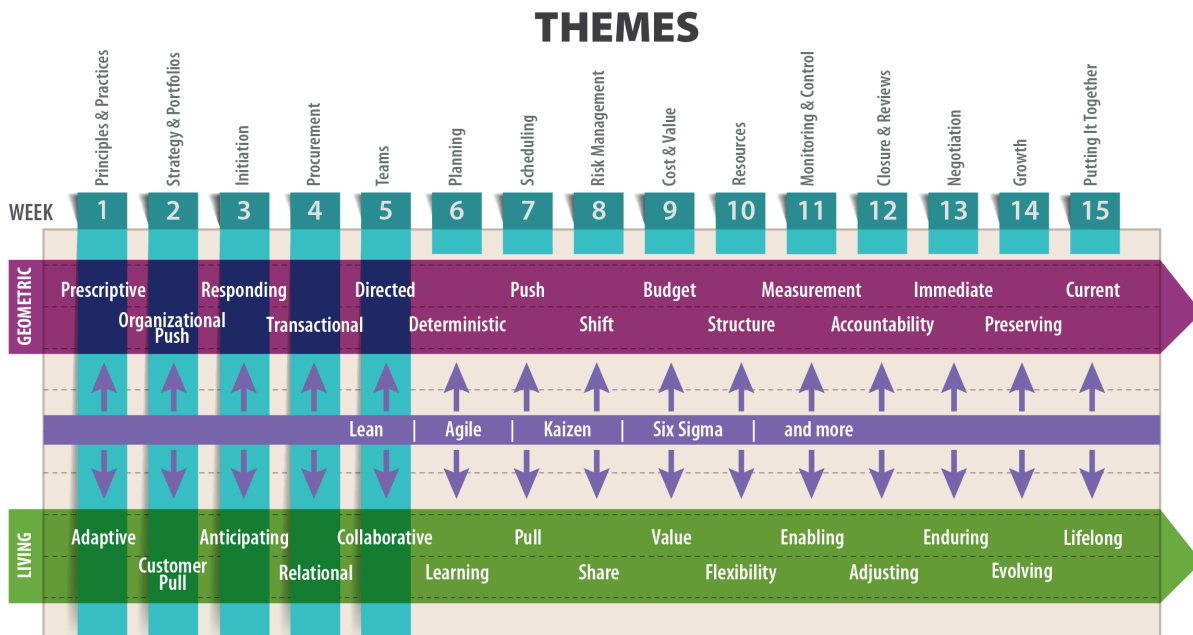 THEMES
Principles & Practices
Strategy & Portfolios
Initiation
Procurement
Teams
Planning
Scheduling
Risk Management
Cost & Value
Resources
Monitoring & Control
Closure & Reviews
Negotiation
Growth
Putting It Together
WEEK 1 2 3 4 5 6 7 8 9 10 11 12 13 14 15
GEOMETRIC
Prescriptive Responding Directed Push Budget Measurement Immediate Current
Organizational
Push Transactional Deterministic Shift Structure Accountability Preserving
Lean | Agile | Kaizen | Six Sigma | and more
LIVING
Adaptive Anticipating Collaborative Pull Value Enabling Enduring Lifelong
Customer
Pull Relational Learning Share Flexibility Adjusting Evolving